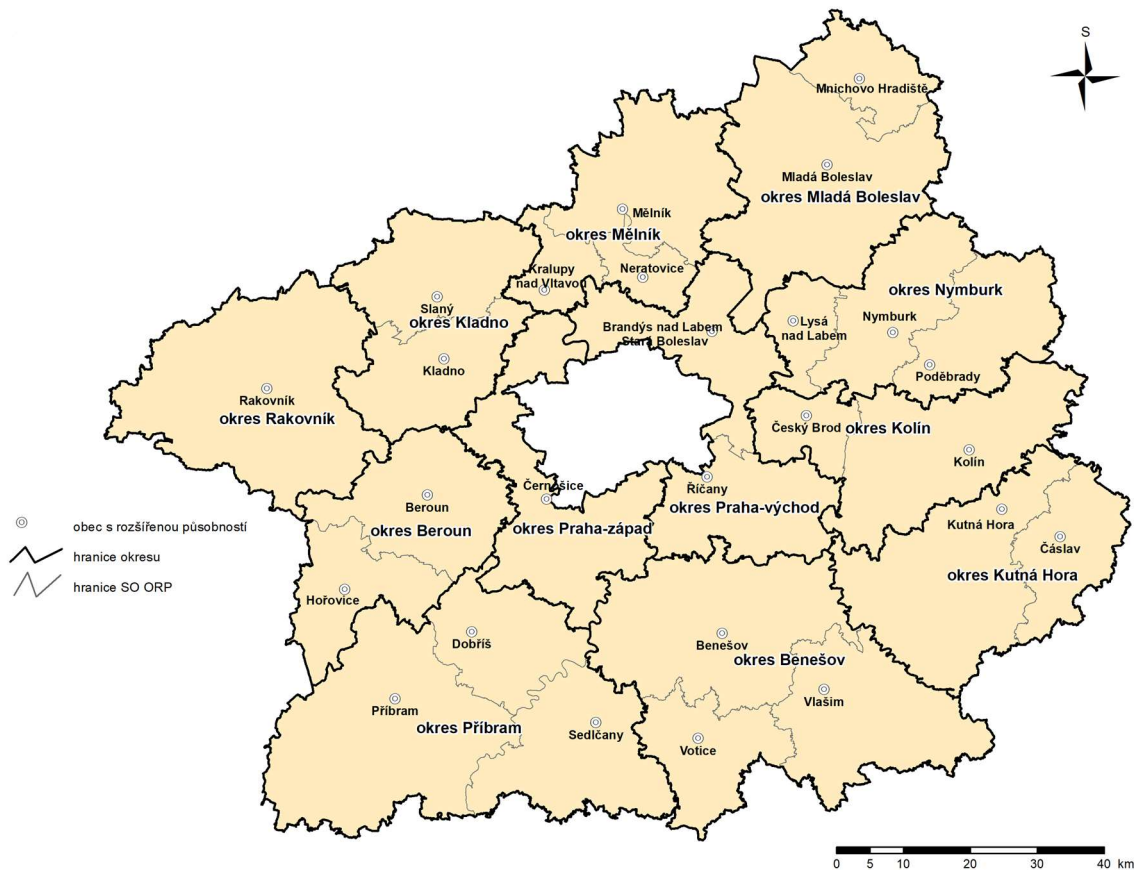 S
Mnichovo Hradiště
Mladá Boleslav
okres Mladá Boleslav
Mělník
okres Mělník
Kralupy
nad Vltavou
Neratovice
Slaný
okres Kladno
Kladno
okres Nymburk
Nymburk
Lysá
nad Labem
Brandýs nad Labem
Stará Boleslav
Poděbrady
Rakovník
okres Rakovník
Český Brod
okres Kolín
Kolín
Černošice
okres Praha-západ
Říčany
okres Praha-východ
Beroun
okres Beroun
Kutná Hora
Čáslav
okres Kutná Hora
obec s rozšířenou působností
hranice okresu
hranice SO ORP
Hořovice
Dobříš
Benešov
okres Benešov
Vlašim
Příbram
okres Příbram
Sedlčany
Votice
0 5 10 20 30 40 km